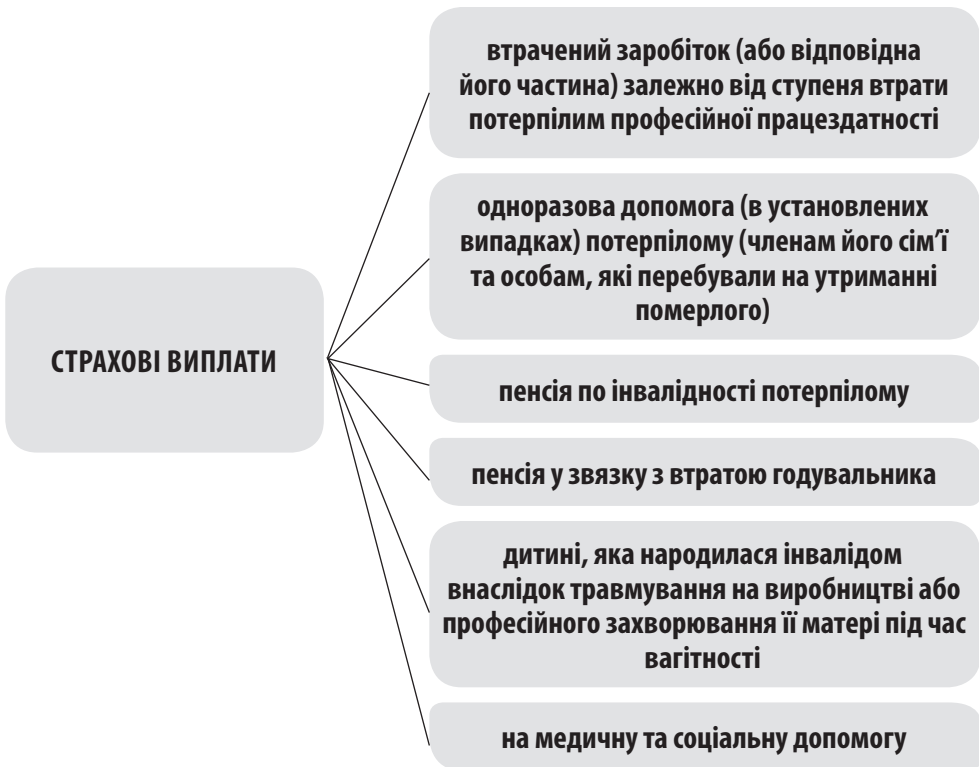 втрачений заробіток (або відповідна
його частина) залежно від ступеня втрати
потерпілим професійної працездатності
одноразова допомога (в установлених
випадках) потерпілому (членам його сім’ї
та особам, які перебували на утриманні
померлого)
СТРАХОВІ ВИПЛАТИ
пенсія по інвалідності потерпілому
пенсія у звязку з втратою годувальника
дитині, яка народилася інвалідом
внаслідок травмування на виробництві або
професійного захворювання її матері під час
вагітності
на медичну та соціальну допомогу